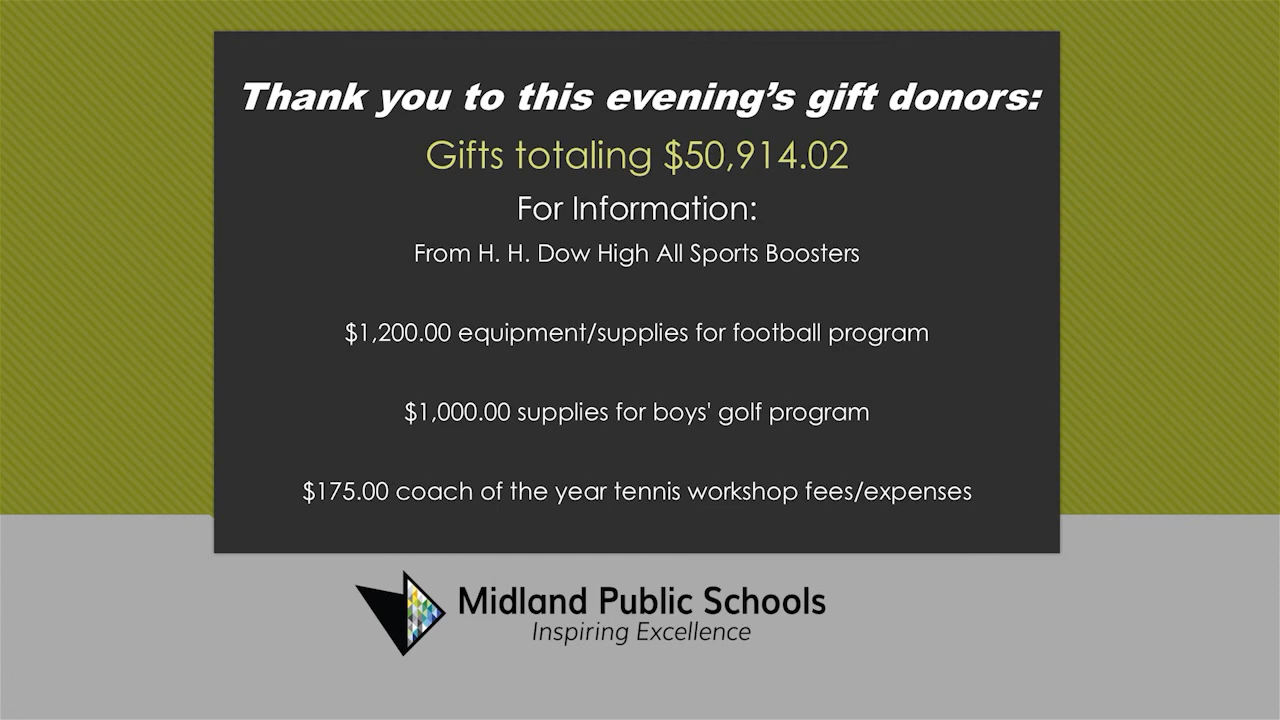 Thank you to this evening’s gift donors:
Gifts totaling $50,914.02
For Information:
From H. H. Dow High All Sports Boosters
$1,200.00 equipment/supplies for football program
$1,000.00 supplies for boys' golf program
$175.00 coach of the year tennis workshop fees/expenses
Midland Public Schools
Inspiring Excellence